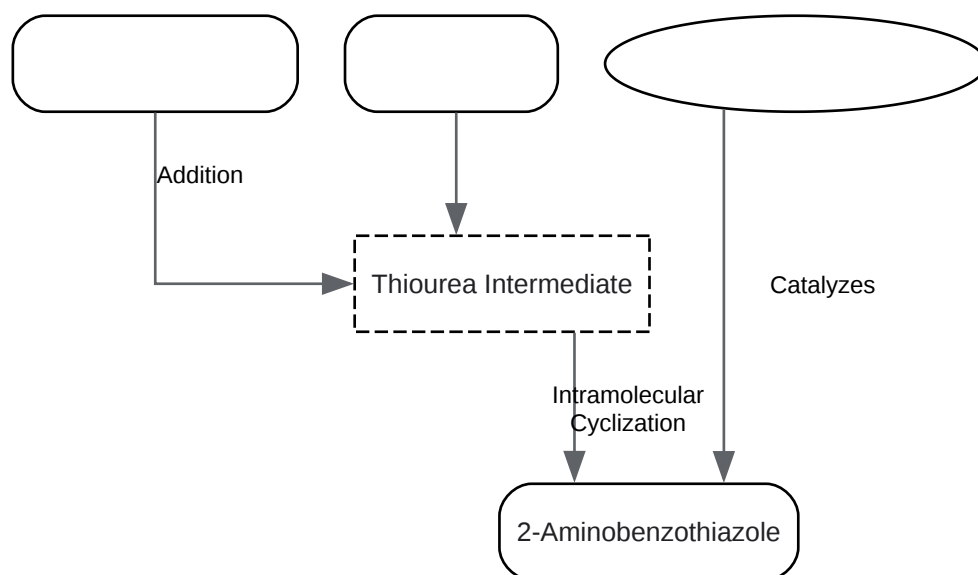 Addition
Thiourea Intermediate
Catalyzes
Intramolecular
Cyclization
2-Aminobenzothiazole